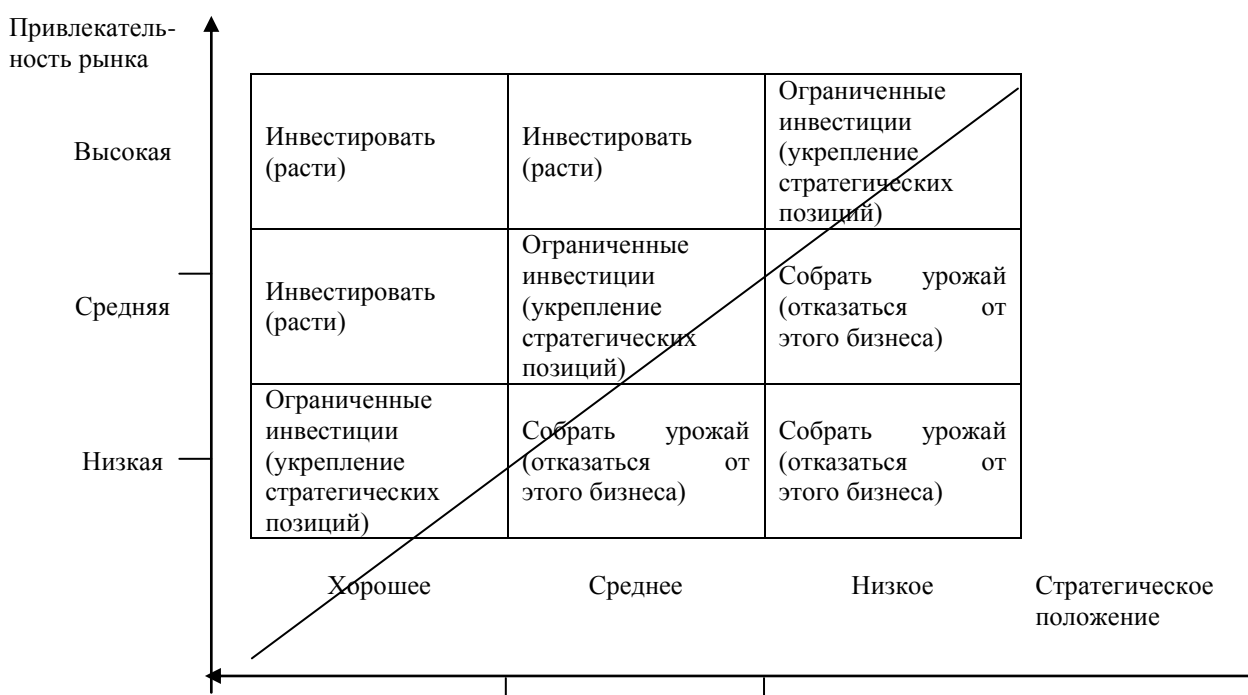 Привлекатель-
ность рынка
Высокая
Инвестировать
(расти)
Инвестировать
(расти)
Ограниченные
инвестиции
(укрепление
стратегических
позиций)
Средняя
Инвестировать
(расти)
Ограниченные
инвестиции
(укрепление
стратегических
позиций)
Собрать урожай
(отказаться от
этого бизнеса)
Низкая
Ограниченные
инвестиции
(укрепление
стратегических
позиций)
Собрать урожай
(отказаться от
этого бизнеса)
Собрать урожай
(отказаться от
этого бизнеса)
Хорошее
Среднее
Низкое
Стратегическое
положение